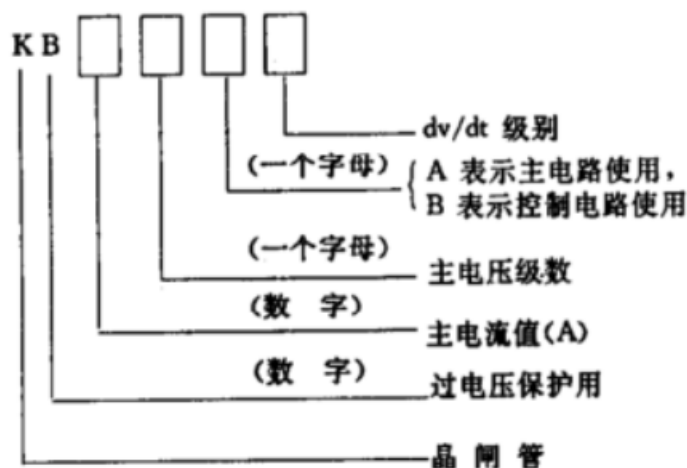 K B
dv/dt 级别
(一个字母)
A 表示主电路使用，
B 表示控制电路使用
(一个字母)
主电压级数
(数 字)
主电流值(A)
(数 字)
过电压保护用
晶 闸 管